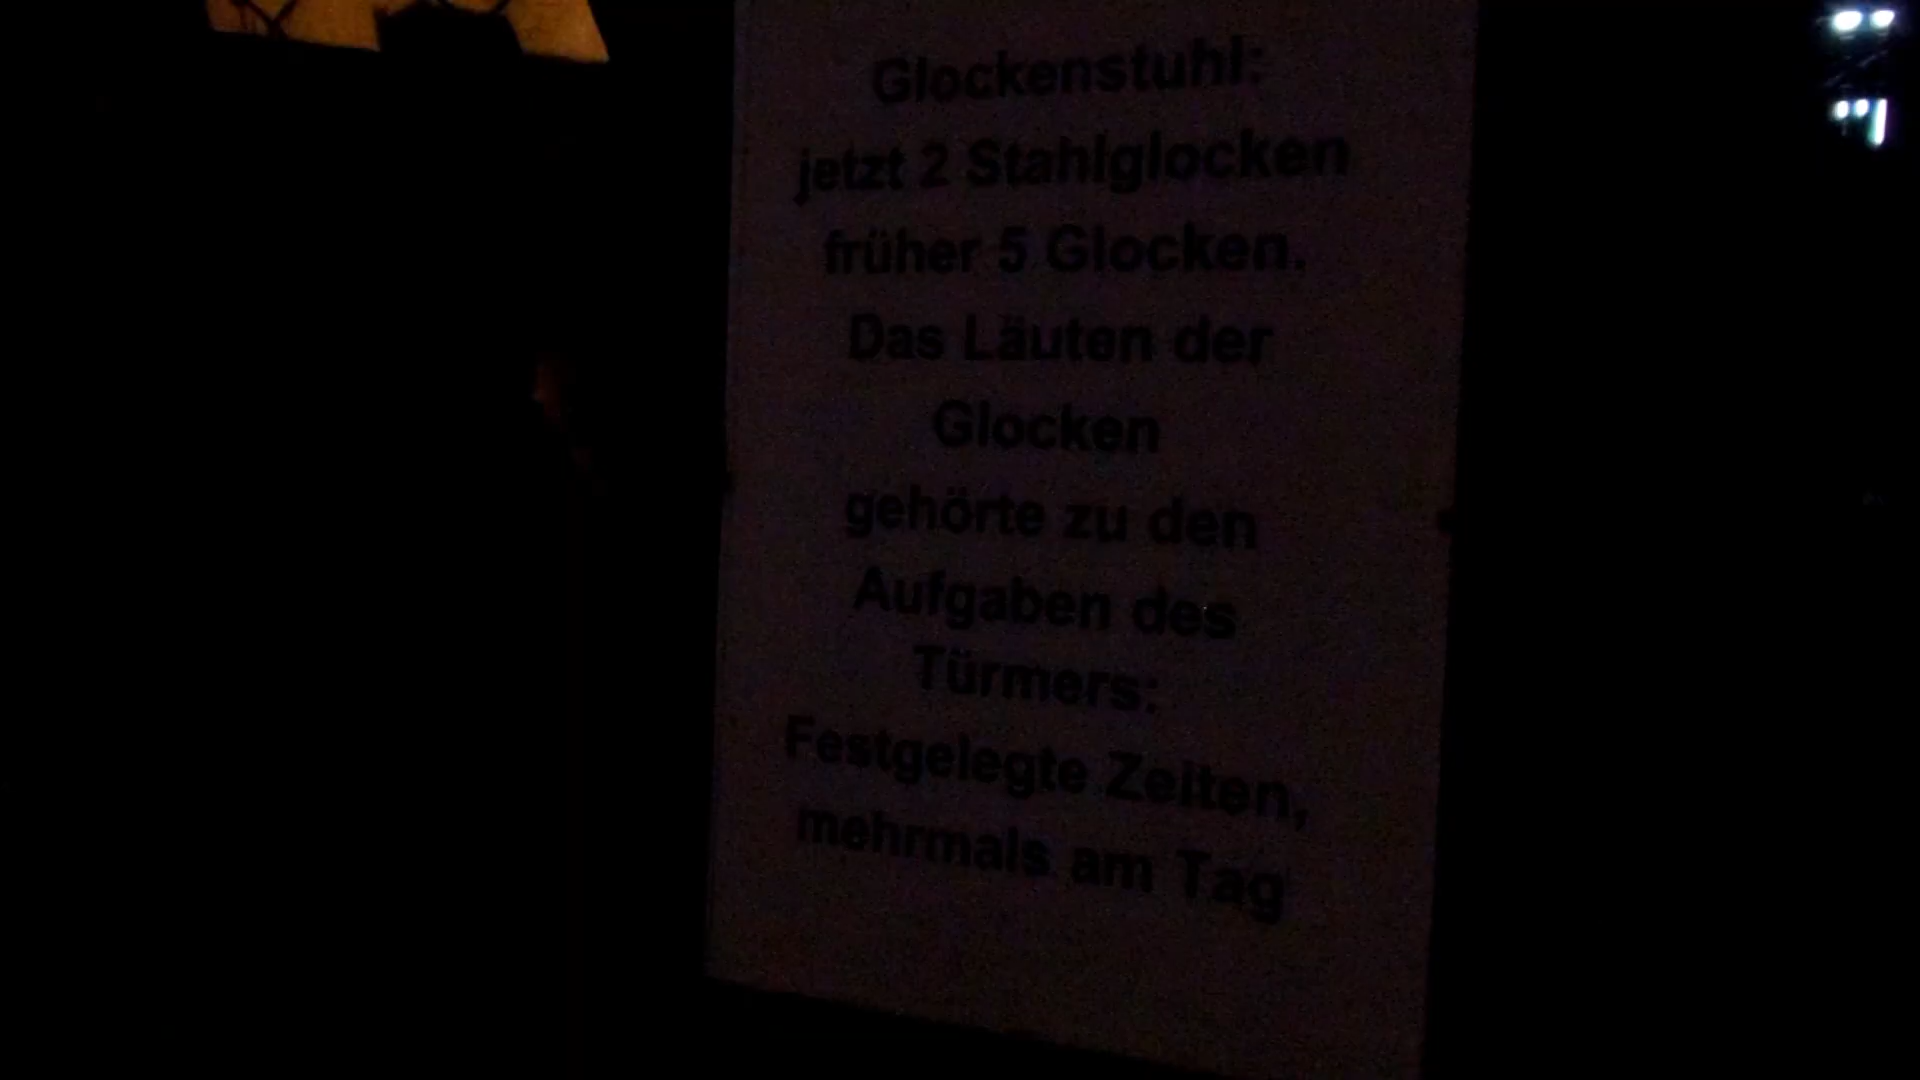 Glockenstuhl:
jetzt 2 Stahlglocken
früher 5 Glocken.
Das Läuten der
Glocken
gehörte zu den
Aufgaben des
Türmers:
Festgelegte Zeiten,
mehrmals am Tag